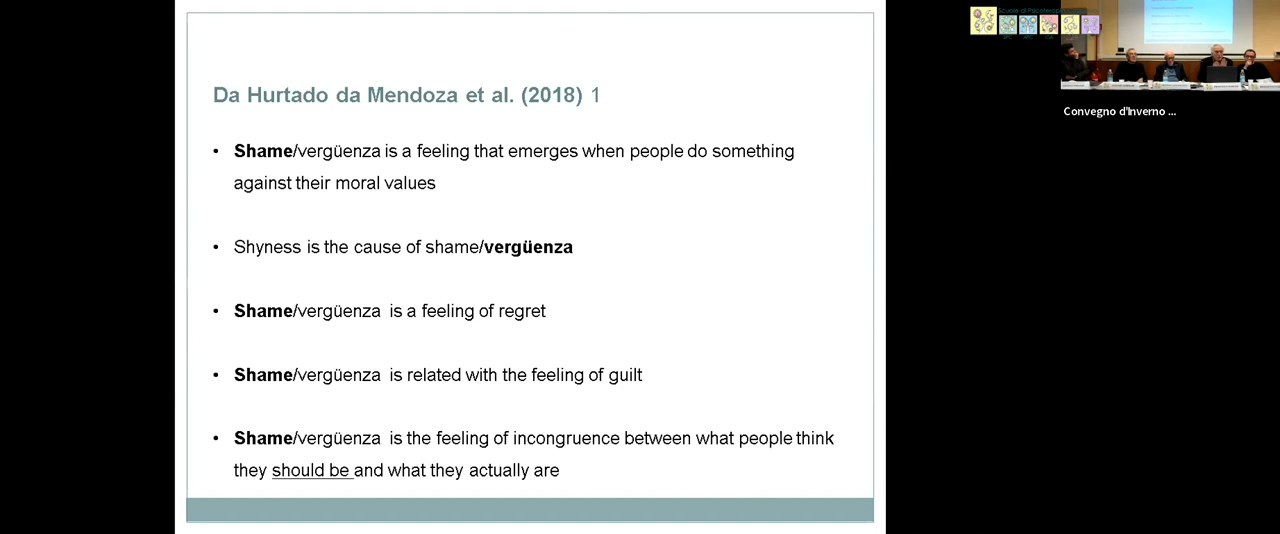 Da Hurtado da Mendoza et al. (2018) 1
• Shame/vergüenza is a feeling that emerges when people do something
against their moral values
• Shyness is the cause of shame/vergüenza
• Shame/vergüenza is a feeling of regret
• Shame/vergüenza is related with the feeling of guilt
• Shame/vergüenza is the feeling of incongruence between what people think
they should be and what they actually are
Scuole di Psicoterapia
Convegno d'Inverno ...